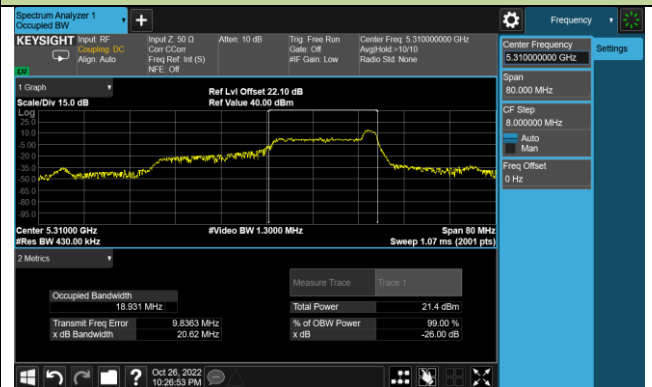 Spectrum Analyzer 1
Occupied BW
+
Frequency
KEYSIGHT
Input: RF
Coupling: DC
Align: Auto
Input Z: 50 Ω
Corr CCorr
Freq Ref: Int (S)
NFE: Off
Atten: 10 dB
Trig: Free Run
Gate: Off
#IF Gain: Low
Center Freq: 5.310000000 GHz
Avg|Hold:>10/10
Radio Std: None
LXI
Center Frequency
5.310000000 GHz
Settings
Span
80.000 MHz
CF Step
8.000000 MHz
Auto
Man
Freq Offset
0 Hz
1 Graph
Scale/Div 15.0 dB
Ref Lvl Offset 22.10 dB
Ref Value 40.00 dBm
Log
25.0
10.0
-5.00
-20.0
-35.0
-50.0
-65.0
-80.0
-95.0
Center 5.31000 GHz
#Res BW 430.00 kHz
#Video BW 1.3000 MHz
Span 80 MHz
Sweep 1.07 ms (2001 pts)
2 Metrics
Measure Trace
Trace 1
Occupied Bandwidth
18.931 MHz
Total Power
21.4 dBm
Transmit Freq Error
9.8363 MHz
% of OBW Power
99.00 %
x dB Bandwidth
20.62 MHz
x dB
-26.00 dB
?
Oct 26, 2022
10:26:53 PM